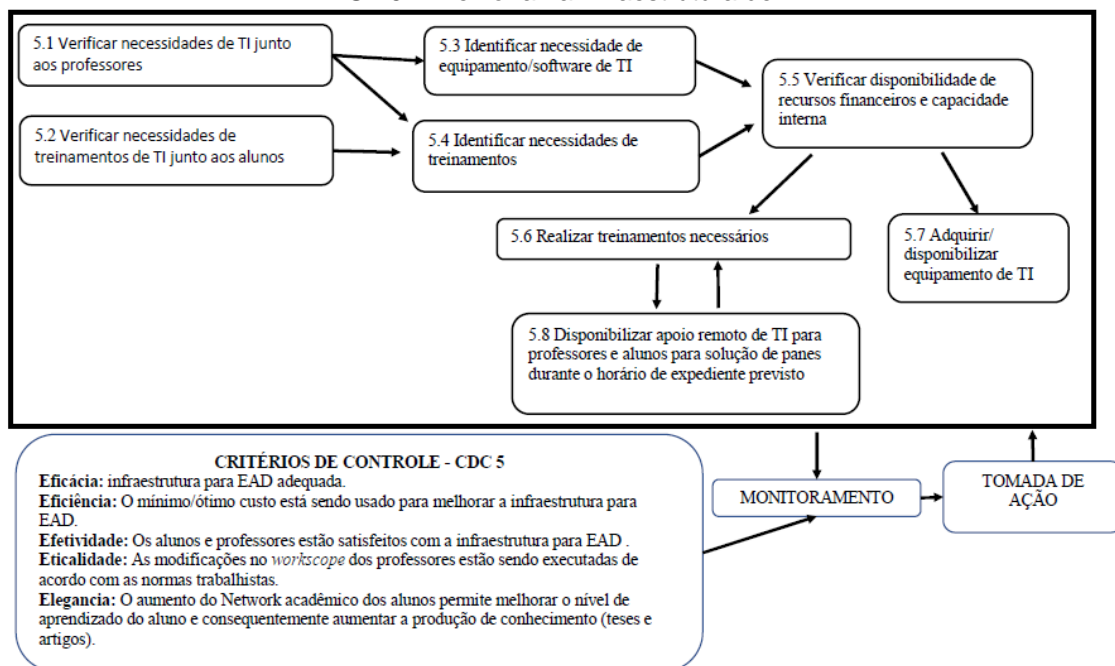 5.1 Verificar necessidades de TI junto
aos professores
5.3 Identificar necessidade de
equipamento/software de TI
5.5 Verificar disponibilidade de
recursos financeiros e capacidade
interna
5.2 Verificar necessidades de
treinamentos de TI junto aos alunos
5.4 Identificar necessidades de
treinamentos
5.6 Realizar treinamentos necessários
5.7 Adquirir/
disponibilizar
equipamento de TI
5.8 Disponibilizar apoio remoto de TI para
professores e alunos para solução de panes
durante o horário de expediente previsto
CRITÉRIOS DE CONTROLE - CDC 5
Eficácia: infraestrutura para EAD adequada.
Eficiência: O mínimo/ótimo custo está sendo usado para melhorar a infraestrutura para
EAD.
Efetividade: Os alunos e professores estão satisfeitos com a infraestrutura para EAD .
Eticalidade: As modificações no workscope dos professores estão sendo executadas de
acordo com as normas trabalhistas.
Elegancia: O aumento do Network acadêmico dos alunos permite melhorar o nível de
aprendizado do aluno e consequentemente aumentar a produção de conhecimento (teses e
artigos).
MONITORAMENTO
TOMADA DE
AÇÃO